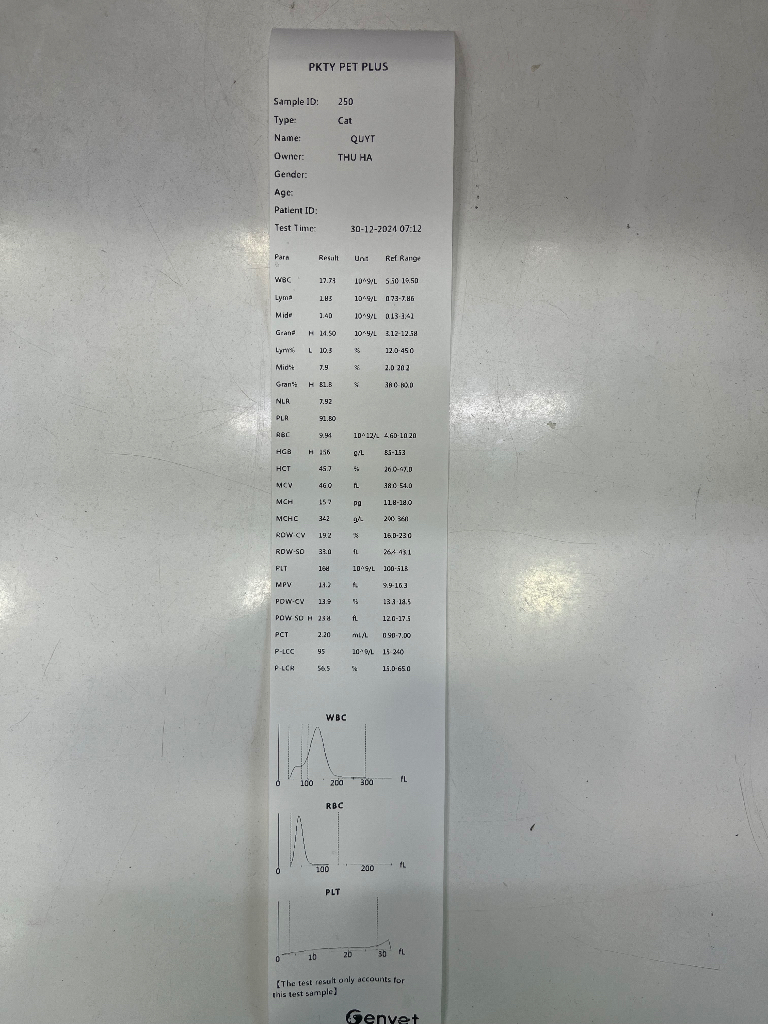 PKTY PET PLUS
Sample ID: 250
Type: Cat
Name: QUYT
Owner: THU HA
Gender:
Age:
Patient ID:
Test Time: 30-12-2024 07:12
Para Result Unit Ref. Range
WBC 17.73 10^9/L 5.50-19.50
Lym# 1.83 10^9/L 0.73-7.86
Mid# 1.40 10^9/L 0.13-3.41
Gran# H 14.50 10^9/L 3.12-12.58
Lym% L 10.3 % 12.0-45.0
Mid% 7.9 % 2.0-20.2
Gran% H 81.8 % 38.0-80.0
NLR 7.92
PLR 91.80
RBC 9.94 10^12/L 4.60-10.20
HGB H 156 g/L 85-153
HCT 45.7 % 26.0-47.0
MCV 46.0 fL 38.0-54.0
MCH 15.7 pg 11.8-18.0
MCHC 342 g/L 290-360
RDW-CV 19.2 % 16.0-23.0
RDW-SD 33.0 fL 26.4-43.1
PLT 168 10^9/L 100-518
MPV 13.2 fL 9.9-16.3
PDW-CV 13.9 % 13.3-18.5
PDW-SD H 23.8 fL 12.0-17.5
PCT 2.20 mL/L 0.90-7.00
P-LCC 95 10^9/L 15-240
P-LCR 56.5 % 15.0-65.0
WBC
0 100 200 300 fL
RBC
0 100 200 fL
PLT
0 10 20 30 fL
【The test result only accounts for
this test sample】
Genvet